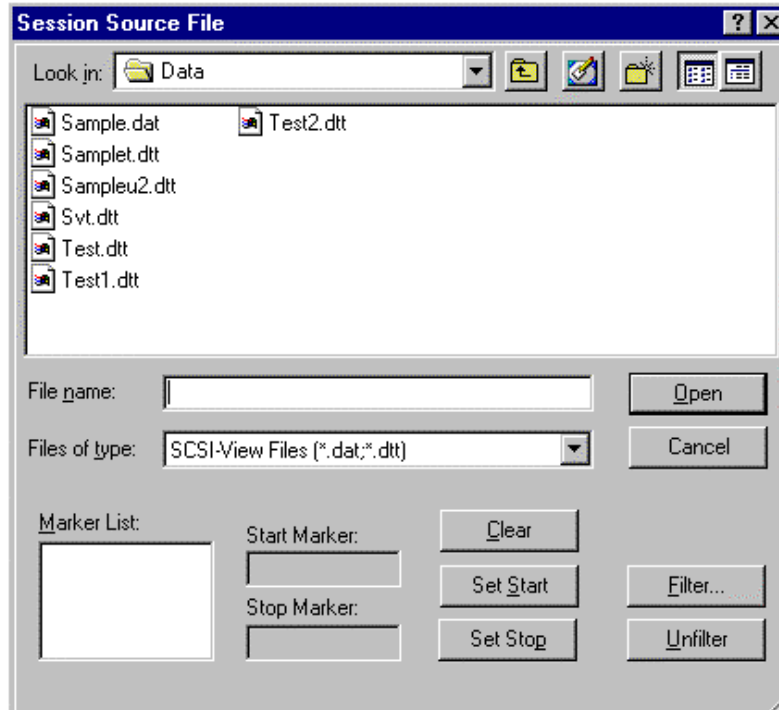 Session Source File
Look in: Data
Sample.dat
Samplet.dtt
Sampleu2.dtt
Svt.dtt
Test.dtt
Test1.dtt
Test2.dtt
File name:
Open
Files of type: SCSI-View Files (*.dat;*.dtt)
Cancel
Marker List:
Start Marker:
Stop Marker:
Clear
Set Start
Set Stop
Filter...
Unfilter